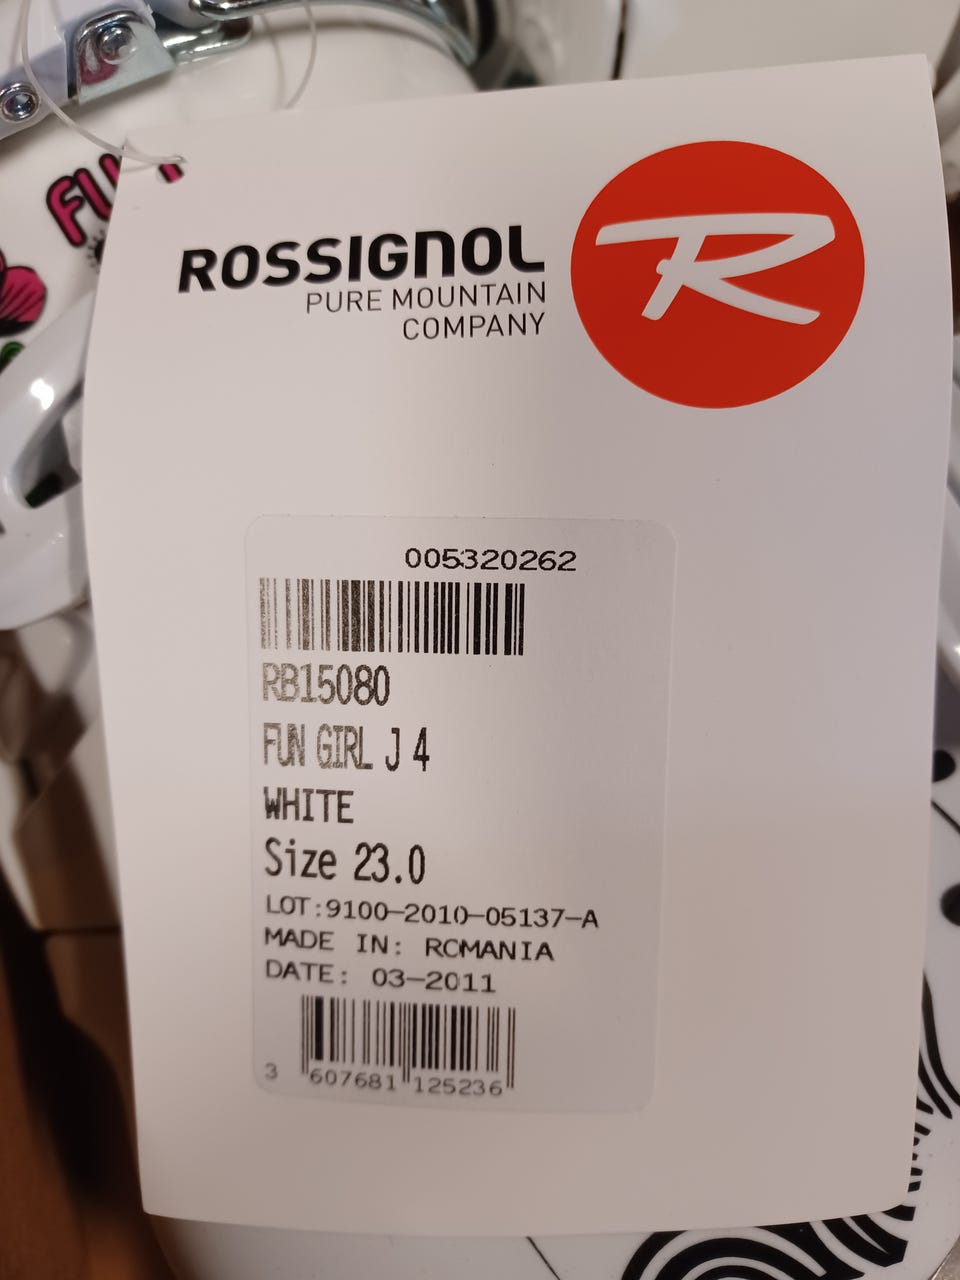 FU
ROSSIGNOL
PURE MOUNTAIN
COMPANY
R
005320262
RB15080
FUN GIRL J 4
WHITE
Size 23.0
LOT:9100-2010-05137-A
MADE IN: ROMANIA
DATE: 03-2011
3 607681 125236